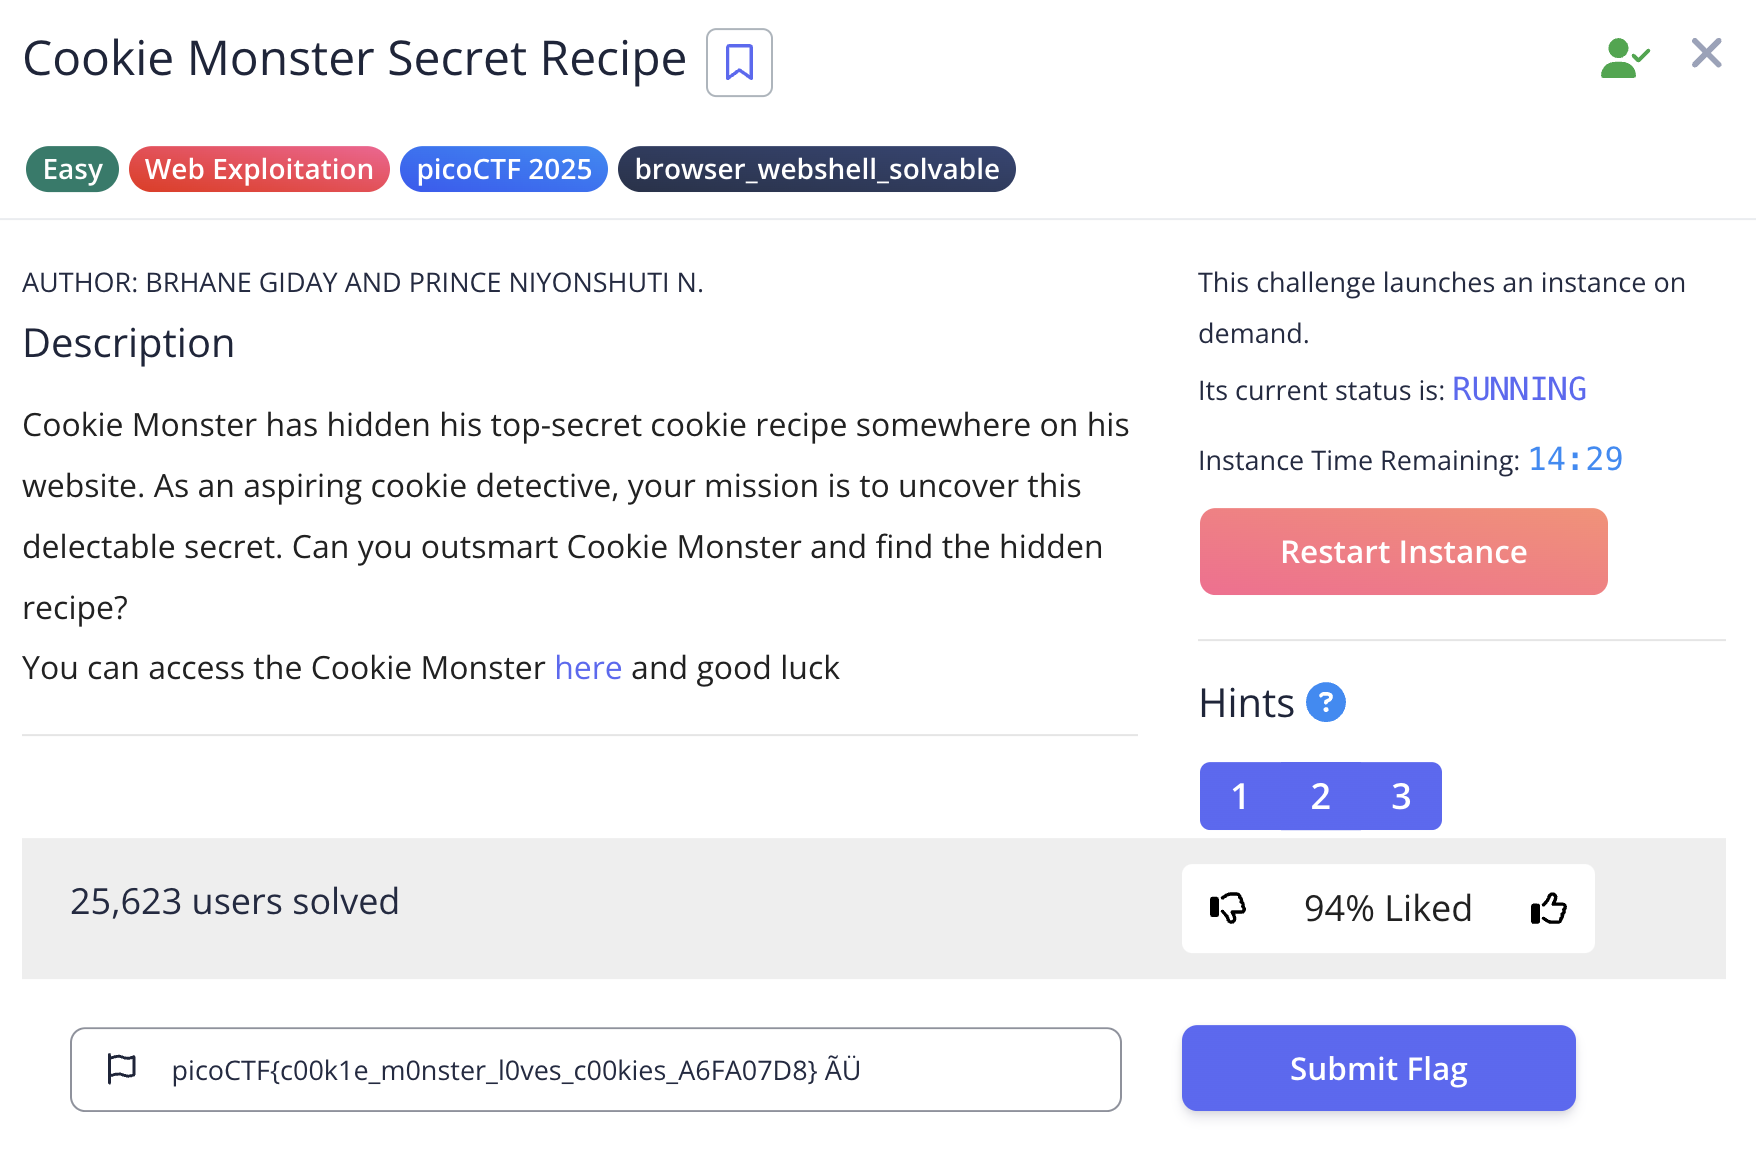 Cookie Monster Secret Recipe
Easy Web Exploitation picoCTF 2025 browser_webshell_solvable
AUTHOR: BRHANE GIDAY AND PRINCE NIYONSHUTI N.
Description
Cookie Monster has hidden his top-secret cookie recipe somewhere on his
website. As an aspiring cookie detective, your mission is to uncover this
delectable secret. Can you outsmart Cookie Monster and find the hidden
recipe?
You can access the Cookie Monster here and good luck
This challenge launches an instance on
demand.
Its current status is: RUNNING
Instance Time Remaining: 14:29
Restart Instance
Hints ?
1 2 3
25,623 users solved
94% Liked
picoCTF{c00k1e_m0nster_l0ves_c00kies_A6FA07D8} ÃÜ
Submit Flag